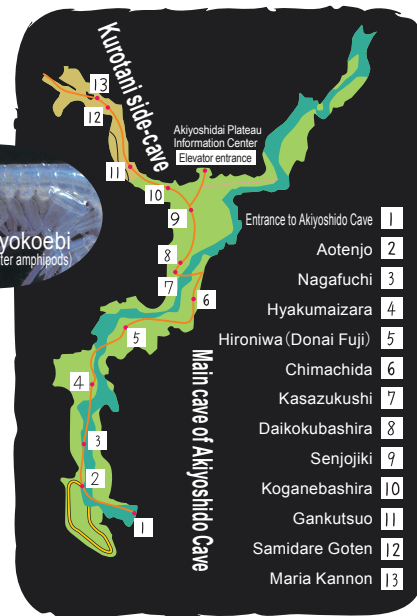 Kurotani side-cave
13
12
11
10
Akiyoshidai Plateau
Information Center
Elevator entrance
9
8
7
6
5
4
3
2
1
yokoebi
ter amphipods)
Main cave of Akiyoshido Cave
Entrance to Akiyoshido Cave 1
Aotenjo 2
Nagafuchi 3
Hyakumaizara 4
Hironiwa(Donai Fuji) 5
Chimachida 6
Kasazukushi 7
Daikokubashira 8
Senjojiki 9
Koganebashira 10
Gankutsuo 11
Samidare Goten 12
Maria Kannon 13